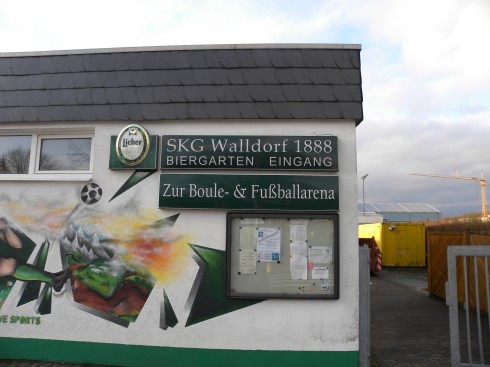 Licher
SKG Walldorf 1888
BIERGARTEN EINGANG
Zur Boule- & Fußballarena
VE SPORTS